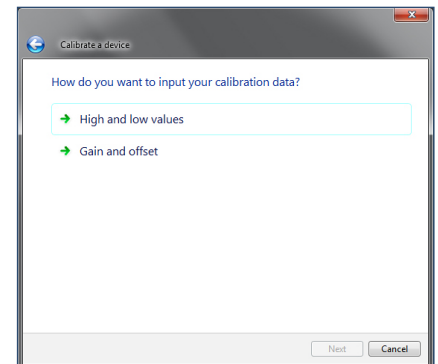 Calibrate a device
How do you want to input your calibration data?
High and low values
Gain and offset
Next
Cancel